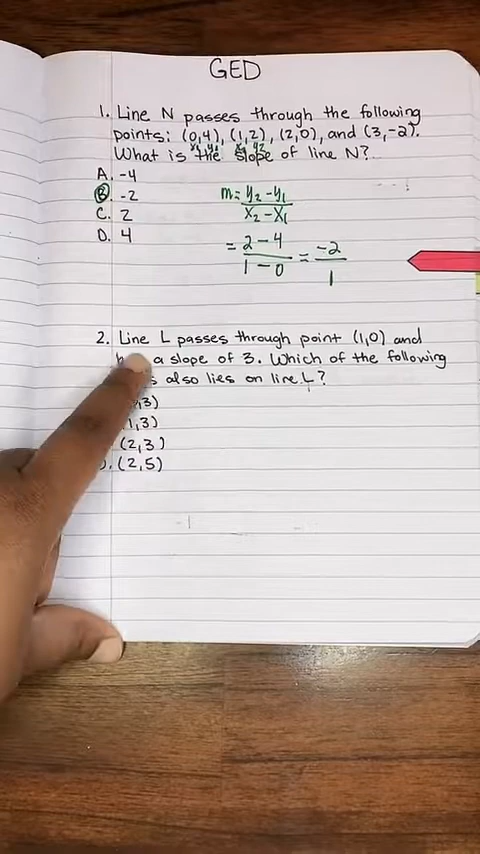 GED
1. Line N passes through the following
points: (0,4), (1,2), (2,0), and (3,-2).
x₁ y₁ x₂ y₂
What is the slope of line N?
A. -4
B. -2
C. 2
D. 4
m = y₂ - y₁
x₂ - x₁
= 2 - 4 = -2
1 - 0 1
2. Line L passes through point (1,0) and
a slope of 3. Which of the following
also lies on line L?
,3)
1,3)
(2,3)
. (2,5)